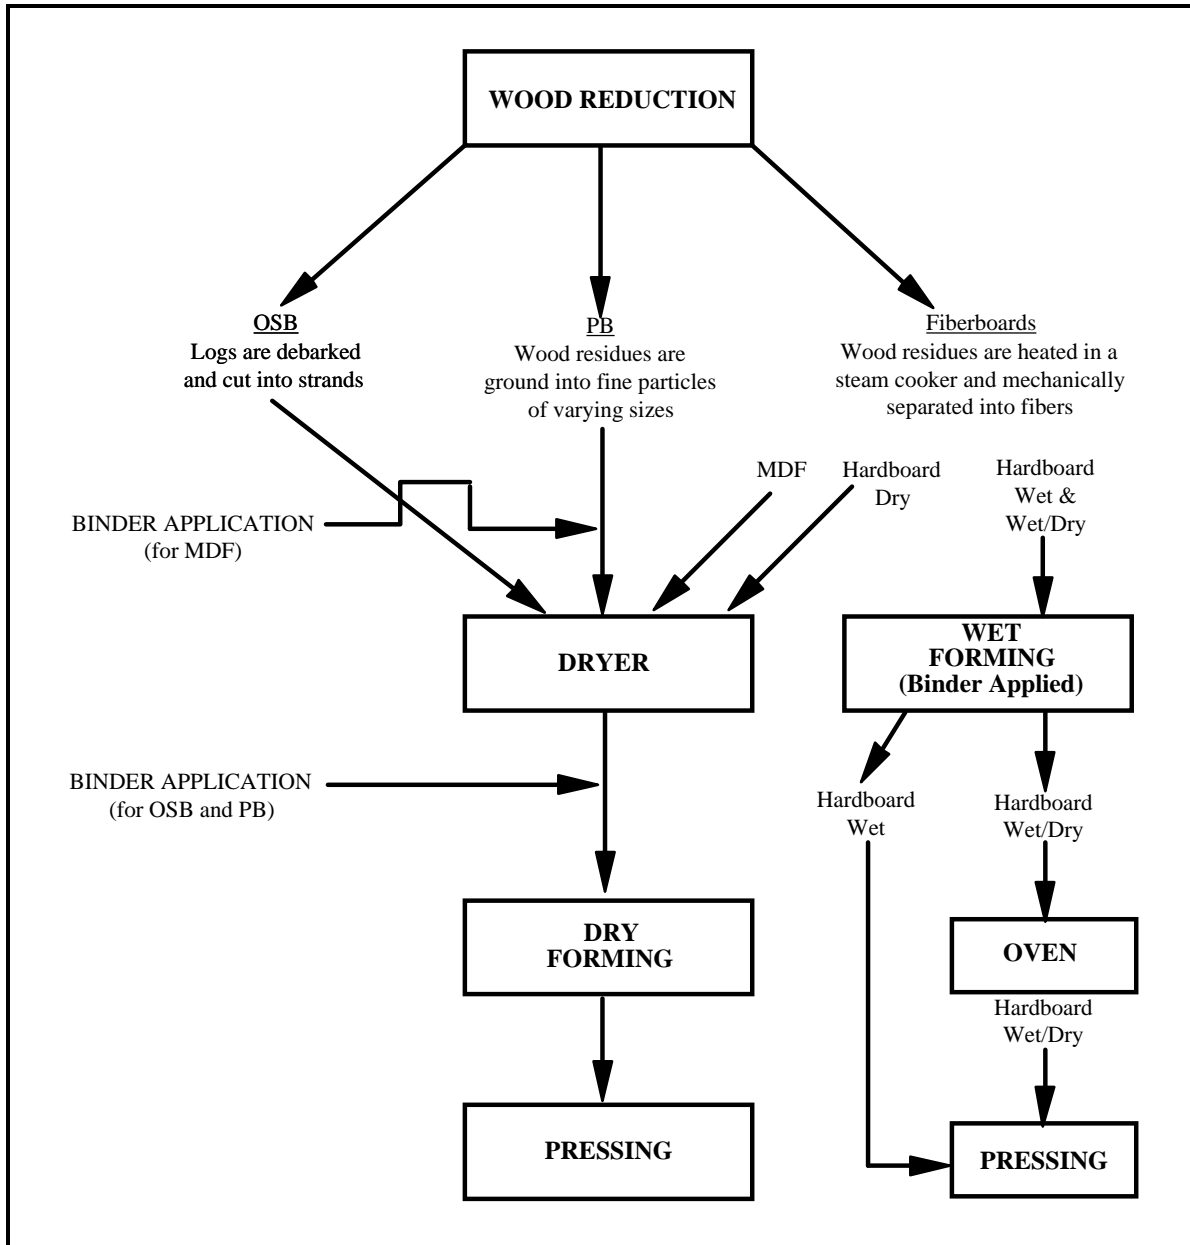 WOOD REDUCTION
OSB
Logs are debarked
and cut into strands
PB
Wood residues are
ground into fine particles
of varying sizes
Fiberboards
Wood residues are heated in a
steam cooker and mechanically
separated into fibers
MDF
Hardboard
Dry
Hardboard
Wet &
Wet/Dry
BINDER APPLICATION
(for MDF)
DRYER
WET
FORMING
(Binder Applied)
BINDER APPLICATION
(for OSB and PB)
Hardboard
Wet
Hardboard
Wet/Dry
DRY
FORMING
OVEN
Hardboard
Wet/Dry
PRESSING
PRESSING